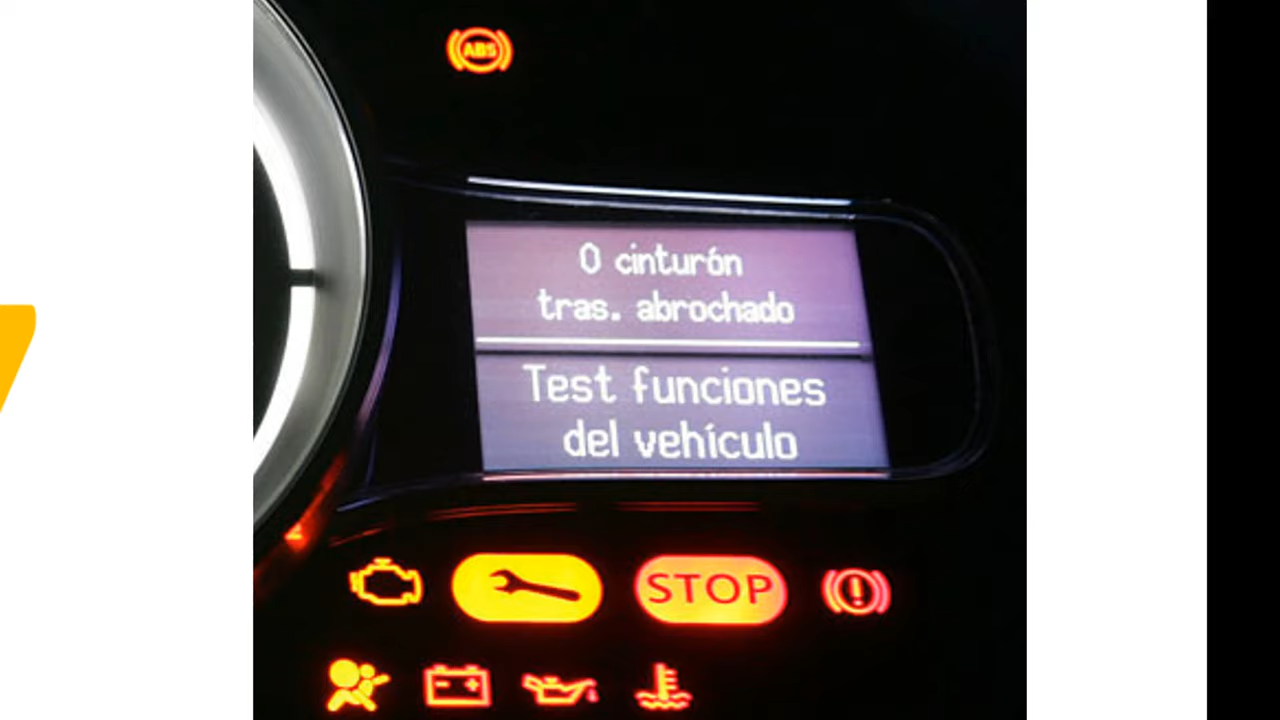 ABS
0 cinturón
tras. abrochado
Test funciones
del vehículo
STOP